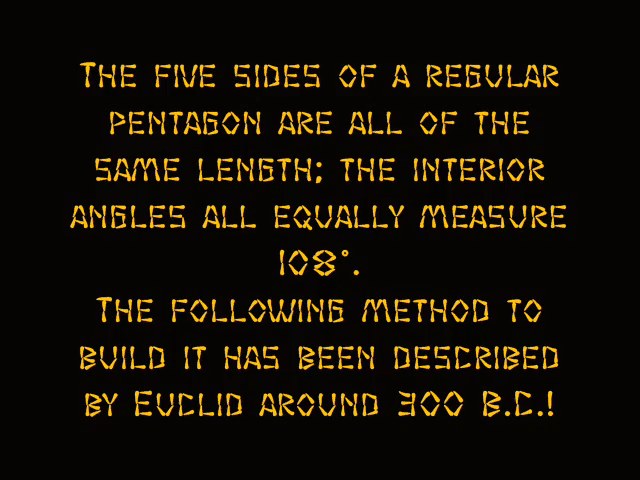 The five sides of a regular
pentagon are all of the
same length; the interior
angles all equally measure
108°.
The following method to
build it has been described
by Euclid around 300 B.C.!